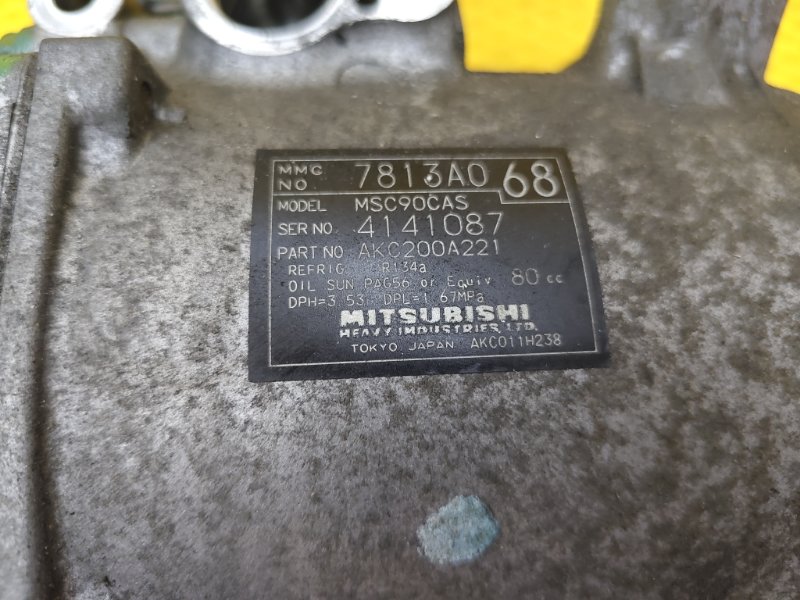 MMC NO 7813A0 68
MODEL MSC90CAS
SER NO. 4141087
PART NO AKC200A221
REFRIG R134a
OIL SUN PAG56 or Equiv 80 cc
DPH=3.53, DPL=1.67MPa
MITSUBISHI
HEAVY INDUSTRIES, LTD.
TOKYO, JAPAN AKC011H238